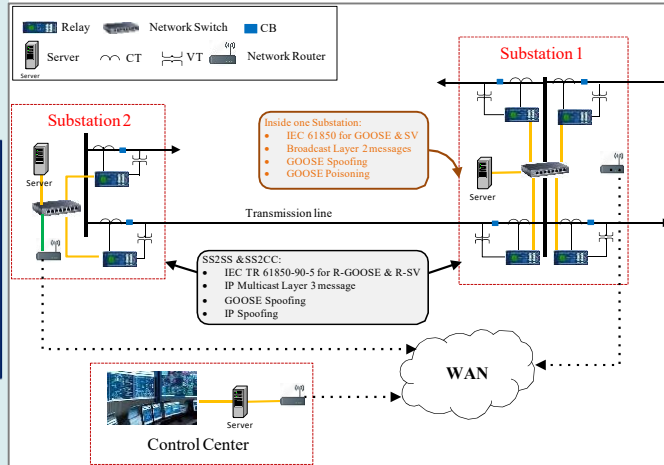 Relay
Network Switch
CB
Server
CT
VT
Network Router
Server
Substation 1
Substation 2
Inside one Substation:
• IEC 61850 for GOOSE & SV
• Broadcast Layer 2 messages
• GOOSE Spoofing
• GOOSE Poisoning
Server
Server
Transmission line
SS2SS &SS2CC:
• IEC TR 61850-90-5 for R-GOOSE & R-SV
• IP Multicast Layer 3 message
• GOOSE Spoofing
• IP Spoofing
WAN
Server
Control Center